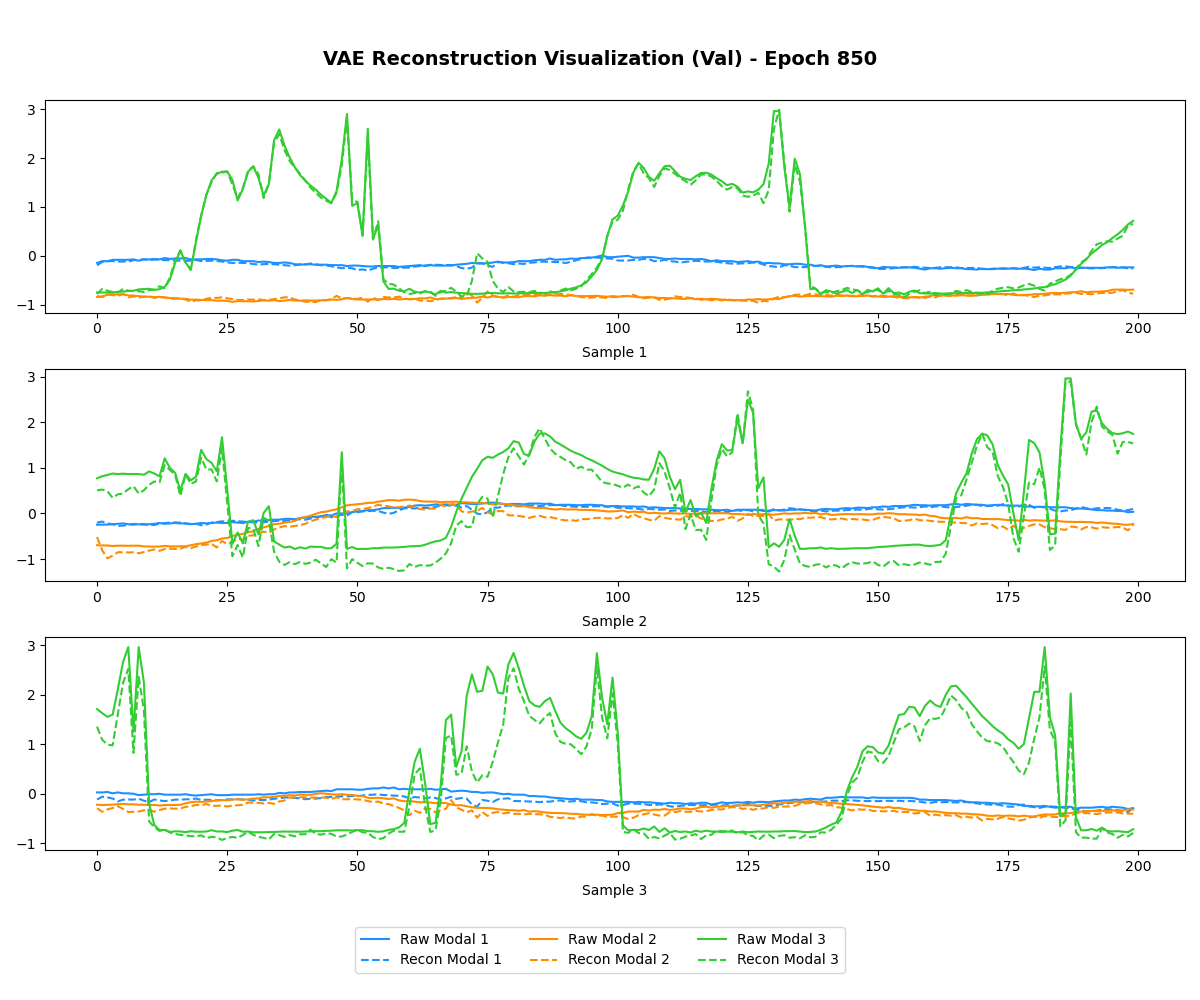 VAE Reconstruction Visualization (Val) - Epoch 850
3
2
1
0
−1
0 25 50 75 100 125 150 175 200
Sample 1
3
2
1
0
−1
0 25 50 75 100 125 150 175 200
Sample 2
3
2
1
0
−1
0 25 50 75 100 125 150 175 200
Sample 3
Raw Modal 1 Raw Modal 2 Raw Modal 3
Recon Modal 1 Recon Modal 2 Recon Modal 3